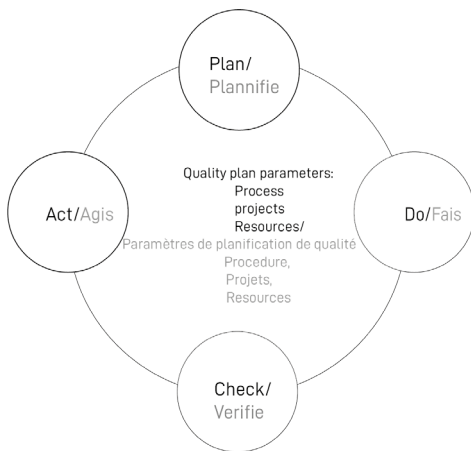 Plan/
Plannifie
Quality plan parameters:
Process
projects
Resources/
Paramètres de planification de qualité
Procedure,
Projets,
Resources
Act/Agis
Do/Fais
Check/
Verifie